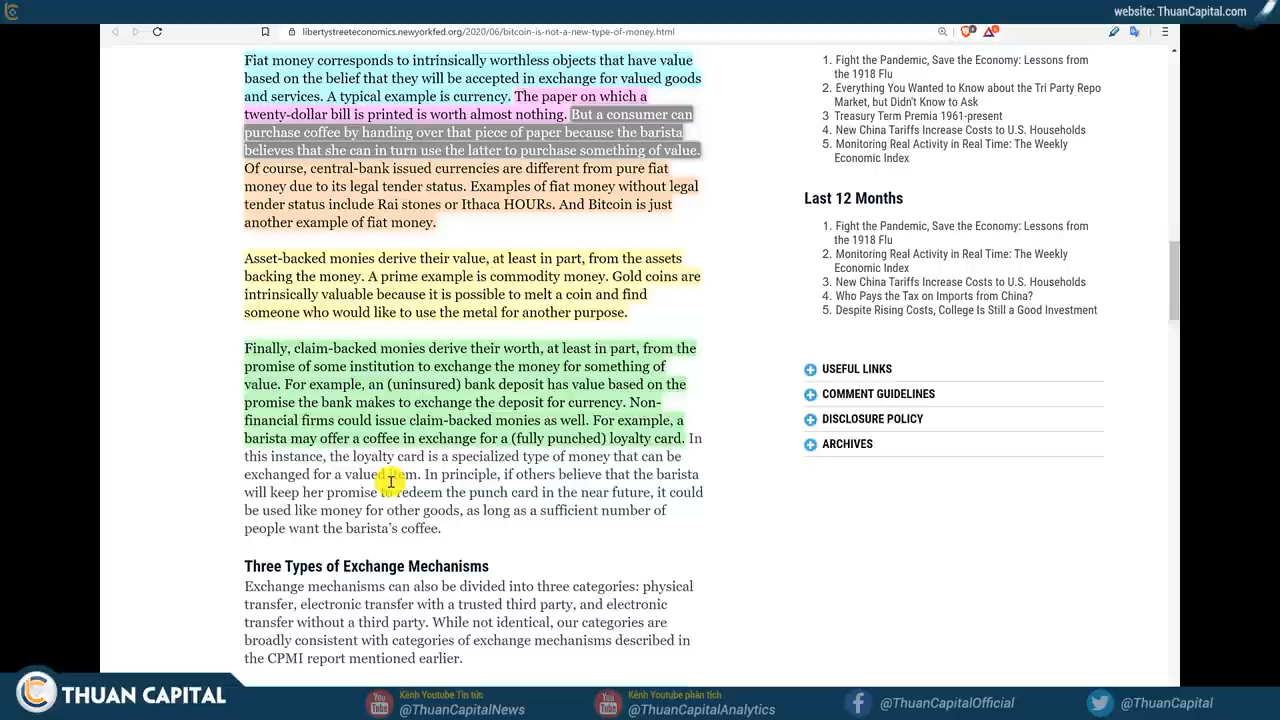 website: ThuanCapital.com
libertystreeteconomics.newyorkfed.org/2020/06/bitcoin-is-not-a-new-type-of-money.html
Fiat money corresponds to intrinsically worthless objects that have value
based on the belief that they will be accepted in exchange for valued goods
and services. A typical example is currency. The paper on which a
twenty-dollar bill is printed is worth almost nothing. But a consumer can
purchase coffee by handing over that piece of paper because the barista
believes that she can in turn use the latter to purchase something of value.
Of course, central-bank issued currencies are different from pure fiat
money due to its legal tender status. Examples of fiat money without legal
tender status include Rai stones or Ithaca HOURs. And Bitcoin is just
another example of fiat money.
Asset-backed monies derive their value, at least in part, from the assets
backing the money. A prime example is commodity money. Gold coins are
intrinsically valuable because it is possible to melt a coin and find
someone who would like to use the metal for another purpose.
Finally, claim-backed monies derive their worth, at least in part, from the
promise of some institution to exchange the money for something of
value. For example, an (uninsured) bank deposit has value based on the
promise the bank makes to exchange the deposit for currency. Non-
financial firms could issue claim-backed monies as well. For example, a
barista may offer a coffee in exchange for a (fully punched) loyalty card. In
this instance, the loyalty card is a specialized type of money that can be
exchanged for a valued item. In principle, if others believe that the barista
will keep her promise to redeem the punch card in the near future, it could
be used like money for other goods, as long as a sufficient number of
people want the barista's coffee.
Three Types of Exchange Mechanisms
Exchange mechanisms can also be divided into three categories: physical
transfer, electronic transfer with a trusted third party, and electronic
transfer without a third party. While not identical, our categories are
broadly consistent with categories of exchange mechanisms described in
the CPMI report mentioned earlier.
1. Fight the Pandemic, Save the Economy: Lessons from
the 1918 Flu
2. Everything You Wanted to Know about the Tri Party Repo
Market, but Didn't Know to Ask
3 Treasury Term Premia 1961-present
4. New China Tariffs Increase Costs to U.S. Households
5. Monitoring Real Activity in Real Time: The Weekly
Economic Index
Last 12 Months
1. Fight the Pandemic, Save the Economy: Lessons from
the 1918 Flu
2. Monitoring Real Activity in Real Time: The Weekly
Economic Index
3. New China Tariffs Increase Costs to U.S. Households
4. Who Pays the Tax on Imports from China?
5. Despite Rising Costs, College Is Still a Good Investment
USEFUL LINKS
COMMENT GUIDELINES
DISCLOSURE POLICY
ARCHIVES
THUAN CAPITAL
Kênh Youtube Tin tức:
@ThuanCapitalNews
Kênh Youtube phân tích
@ThuanCapitalAnalytics
@ThuanCapitalOfficial
@ThuanCapital